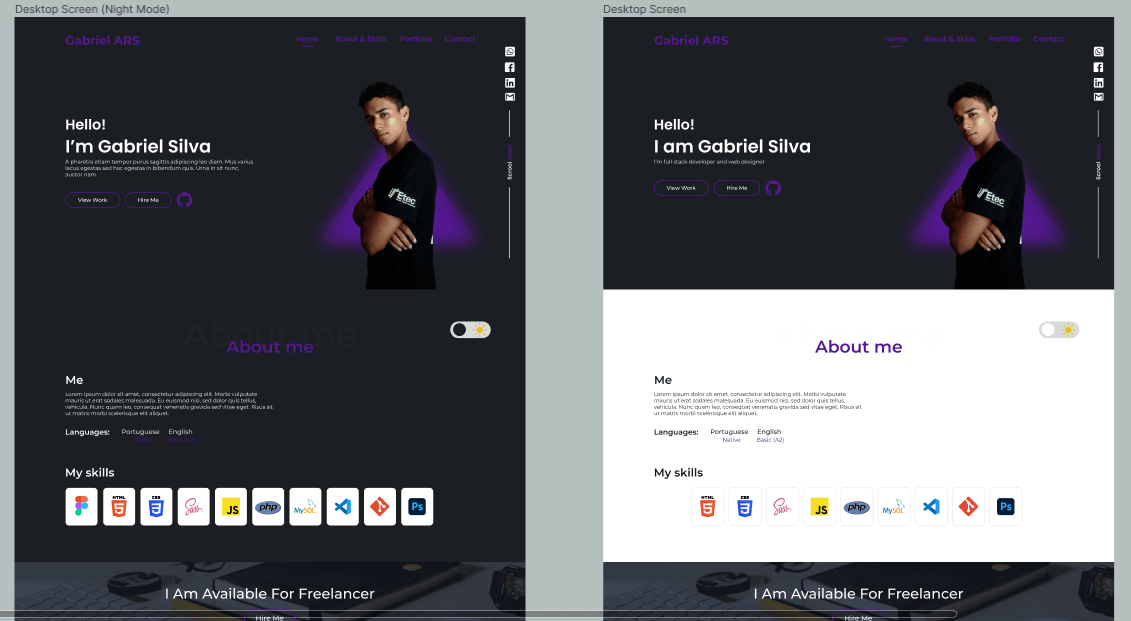 Desktop Screen (Night Mode)
Gabriel ARS
Home About & Skills Portfolio Contact
Hello!
I'm Gabriel Silva
A pharetra etiam tempor purus sagittis adipiscing leo diam. Mus varius
lacus egestas sed hac egestas in bibendum quis. Urna in sit nunc,
auctor nam.
View Work Hire Me
Etec
Scrool Down
About me
About me
Me
Lorem ipsum dolor sit amet, consectetur adipiscing elit. Morbi vulputate
mauris ut erat sodales malesuada. Eu euismod nisi, sed dolor quis tellus,
vehicula. Nunc quam leo, consequat venenatis gravida sed vitae eget. Risus sit
ut mattis morbi scelerisque elit aliquet.
Languages: Portuguese English
Native Basic (A2)
My skills
HTML CSS Sass JS php MySQL Ps
I Am Available For Freelancer
Hire Me
Desktop Screen
Gabriel ARS
Home About & Skills Portfolio Contact
Hello!
I am Gabriel Silva
I'm full stack developer and web designer
View Work Hire Me
Etec
Scrool Down
About me
Me
Lorem ipsum dolor sit amet, consectetur adipiscing elit. Morbi vulputate
mauris ut erat sodales malesuada. Eu euismod nisi, sed dolor quis tellus,
vehicula. Nunc quam leo, consequat venenatis gravida sed vitae eget. Risus sit
ut mattis morbi scelerisque elit aliquet.
Languages: Portuguese English
Native Basic (A2)
My skills
HTML CSS Sass JS php MySQL Ps
I Am Available For Freelancer
Hire Me